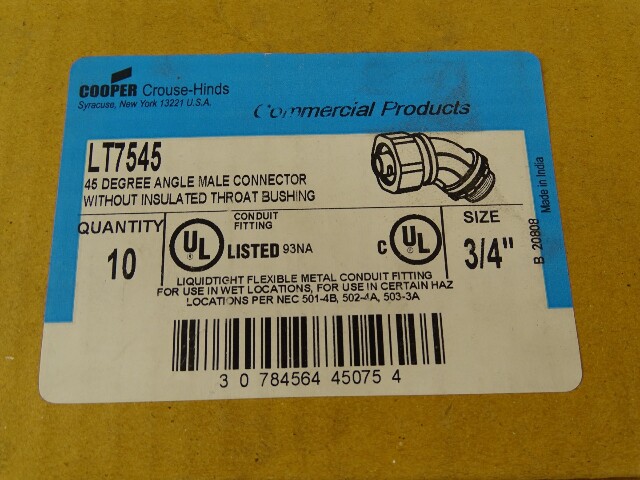 COOPER Crouse-Hinds
Syracuse, New York 13221 U.S.A.
Commercial Products
LT7545
45 DEGREE ANGLE MALE CONNECTOR
WITHOUT INSULATED THROAT BUSHING
QUANTITY
10
UL
CONDUIT
FITTING
LISTED 93NA
C UL
SIZE
3/4"
LIQUIDTIGHT FLEXIBLE METAL CONDUIT FITTING
FOR USE IN WET LOCATIONS, FOR USE IN CERTAIN HAZ
LOCATIONS PER NEC 501-4B, 502-4A, 503-3A
3 0 784564 45075 4
B 20808 Made in India